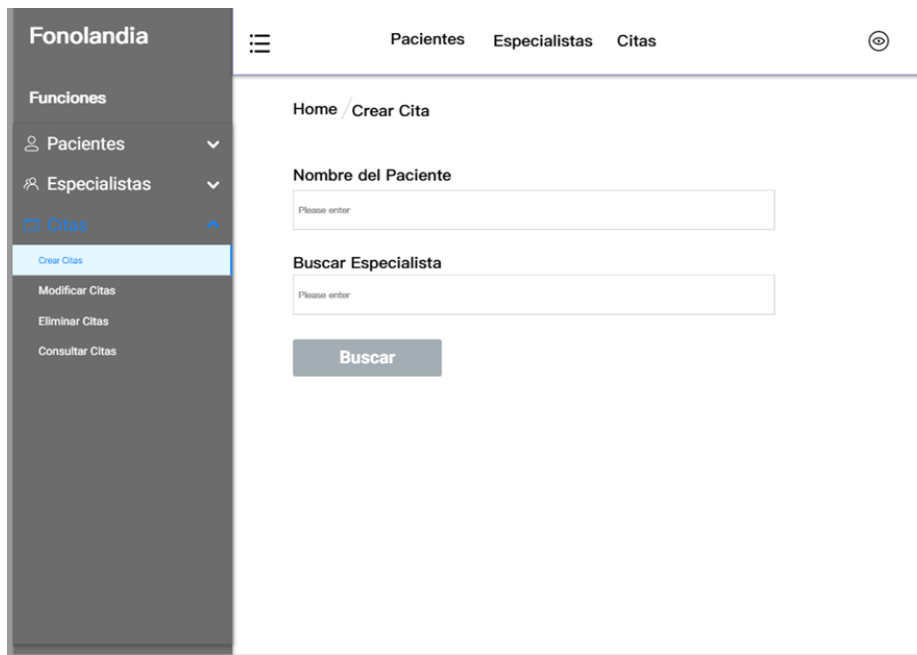 Fonolandia
Pacientes Especialistas Citas
Funciones
Pacientes
Especialistas
Citas
Crear Citas
Modificar Citas
Eliminar Citas
Consultar Citas
Home / Crear Cita
Nombre del Paciente
Please enter
Buscar Especialista
Please enter
Buscar